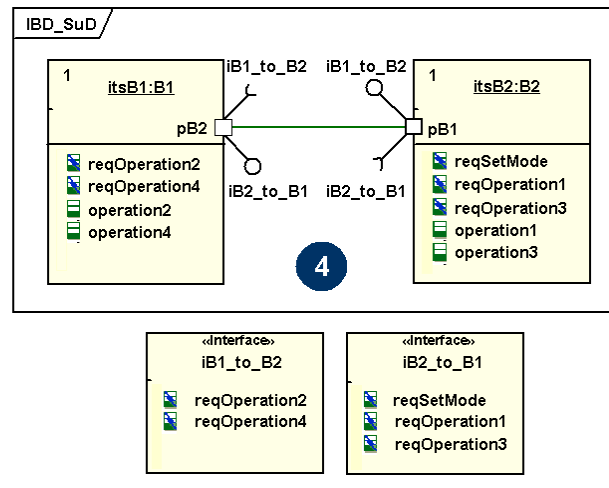 IBD_SuD
1
itsB1:B1
iB1_to_B2
iB1_to_B2
1
itsB2:B2
pB2
pB1
reqOperation2
reqOperation4
operation2
operation4
iB2_to_B1
iB2_to_B1
reqSetMode
reqOperation1
reqOperation3
operation1
operation3
4
«Interface»
iB1_to_B2
reqOperation2
reqOperation4
«Interface»
iB2_to_B1
reqSetMode
reqOperation1
reqOperation3